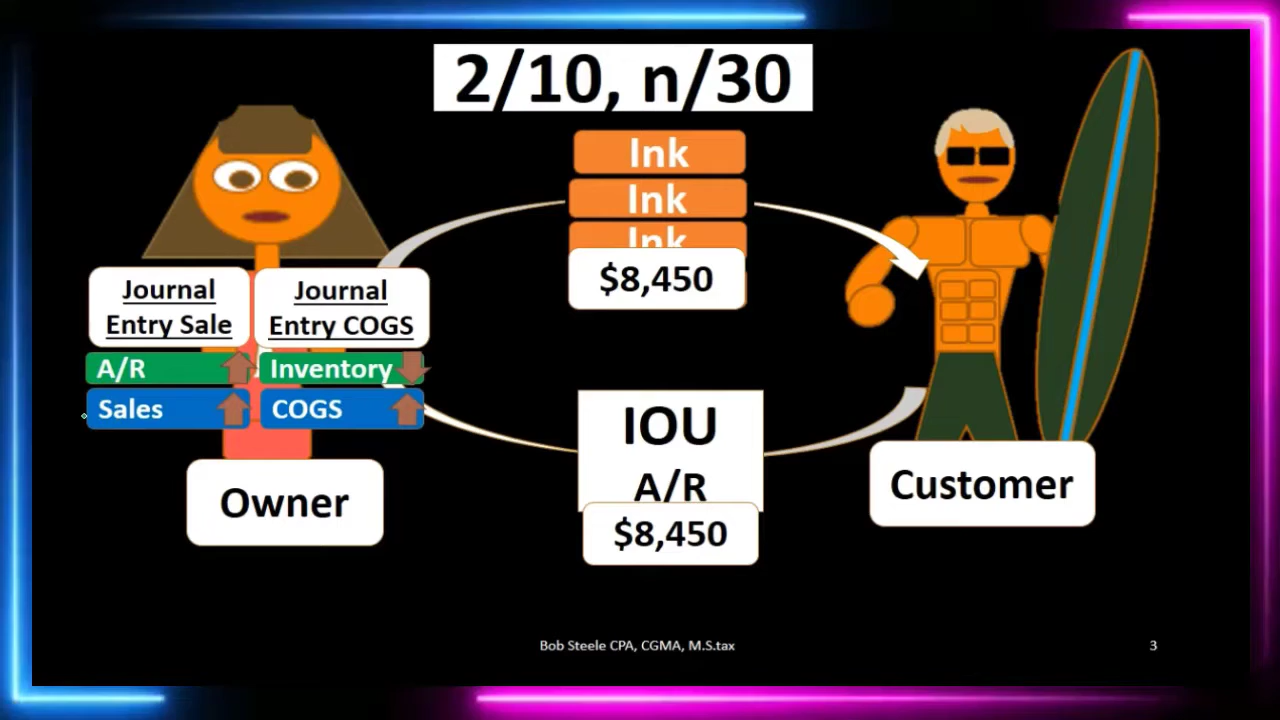 2/10, n/30
Ink
Ink
Ink
$8,450
Journal
Entry Sale
Journal
Entry COGS
A/R
Inventory
Sales
COGS
IOU
A/R
$8,450
Owner
Customer
Bob Steele CPA, CGMA, M.S.tax
3